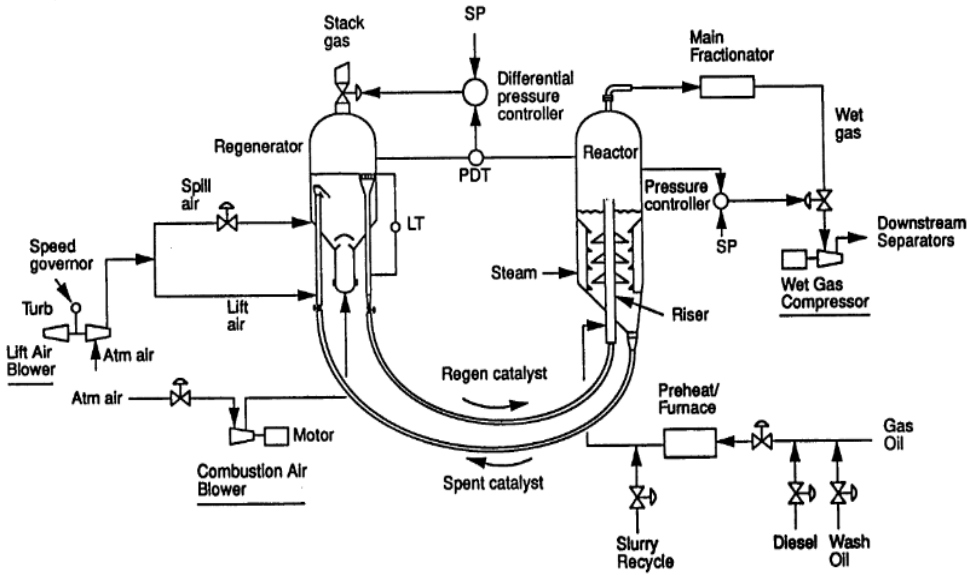 Stack
gas
SP
Differential
pressure
controller
Main
Fractionator
Wet
gas
Regenerator
PDT
Reactor
Pressure
controller
SP
Spill
air
LT
Downstream
Separators
Speed
governor
Steam
Wet Gas
Compressor
Turb
Lift
air
Riser
Lift Air
Blower
Atm air
Regen catalyst
Preheat/
Furnace
Atm air
Motor
Gas
Oil
Combustion Air
Blower
Spent catalyst
Slurry
Recycle
Diesel
Wash
Oil